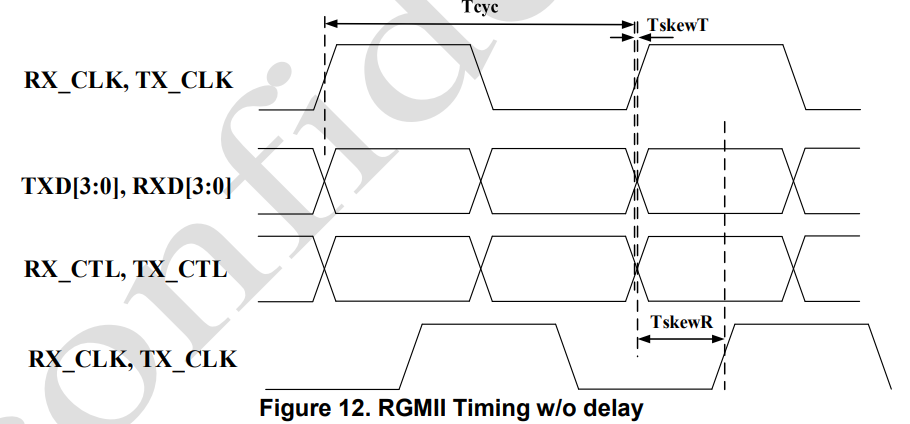 Tcyc
TskewT
RX_CLK, TX_CLK
TXD[3:0], RXD[3:0]
RX_CTL, TX_CTL
TskewR
RX_CLK, TX_CLK
Figure 12. RGMII Timing w/o delay
onfide